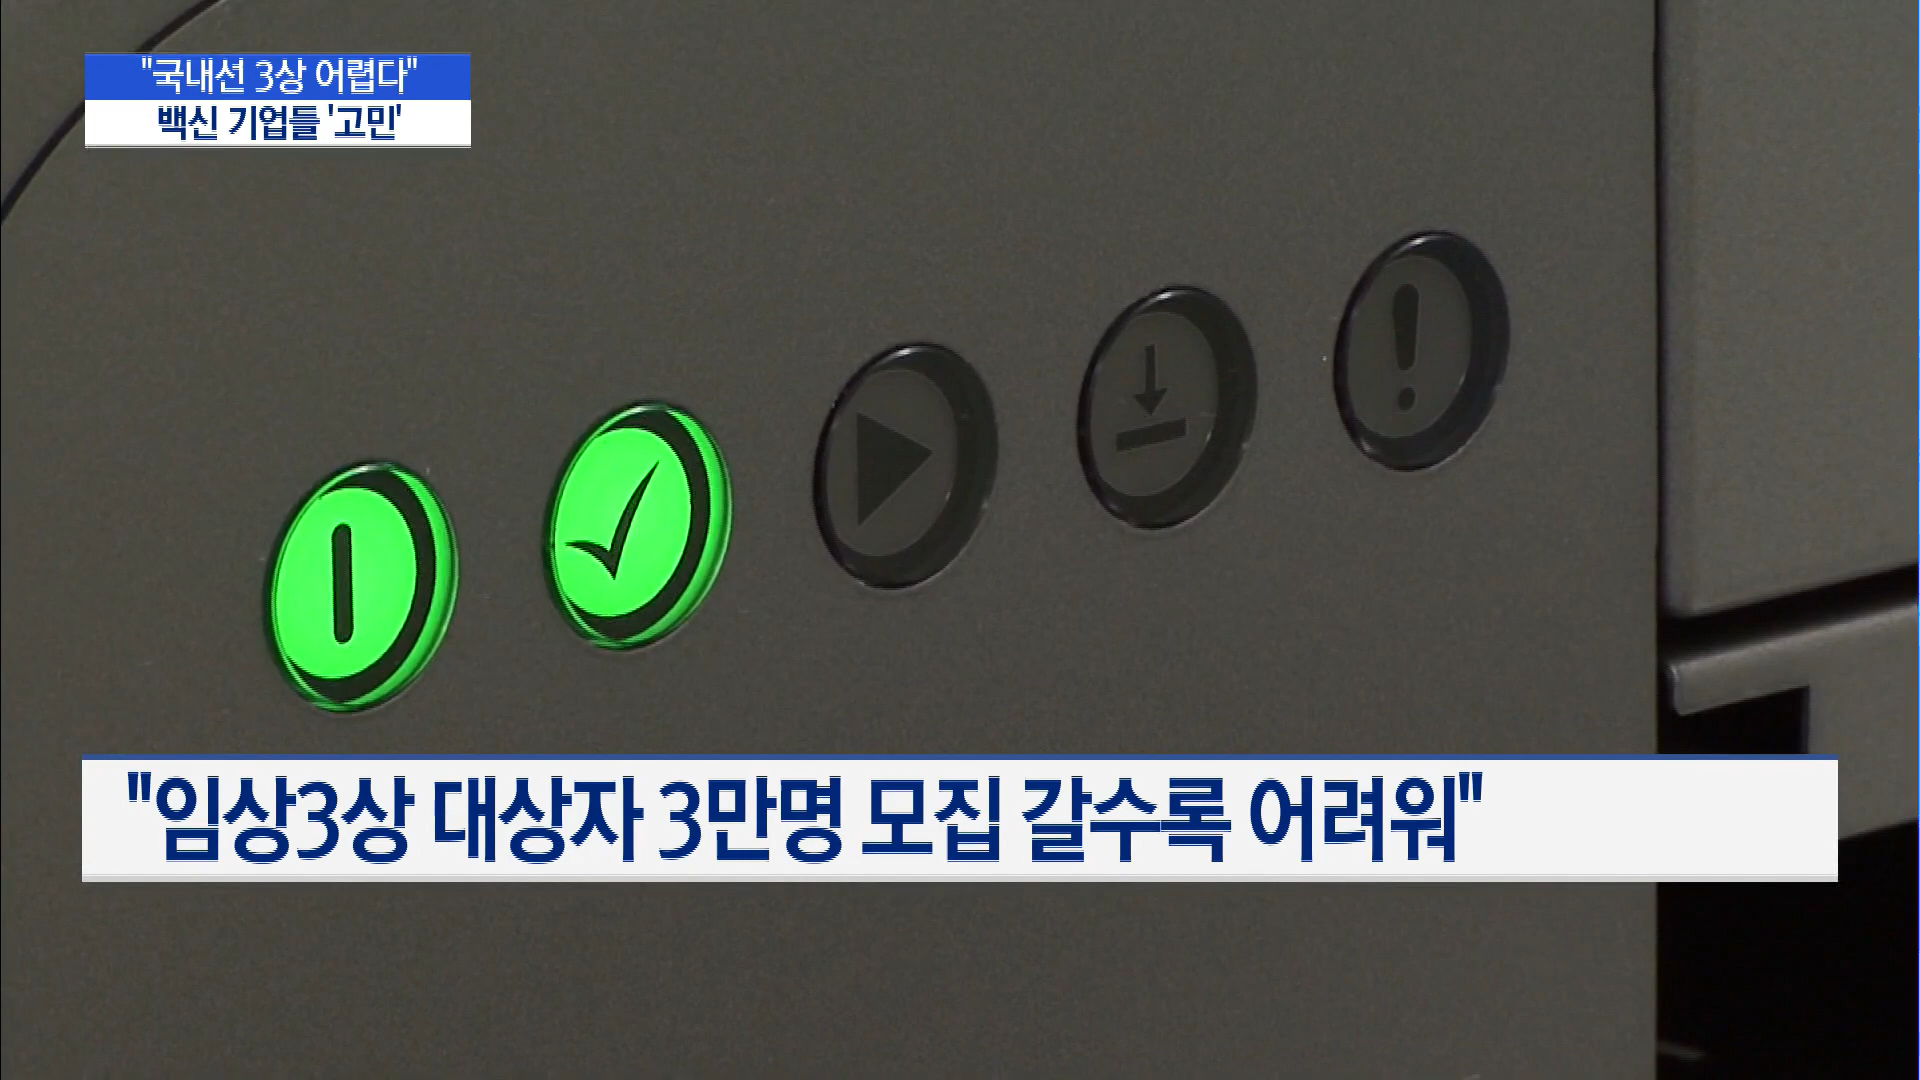 "국내선 3상 어렵다"
백신 기업들 '고민'
"임상3상 대상자 3만명 모집 갈수록 어려워"